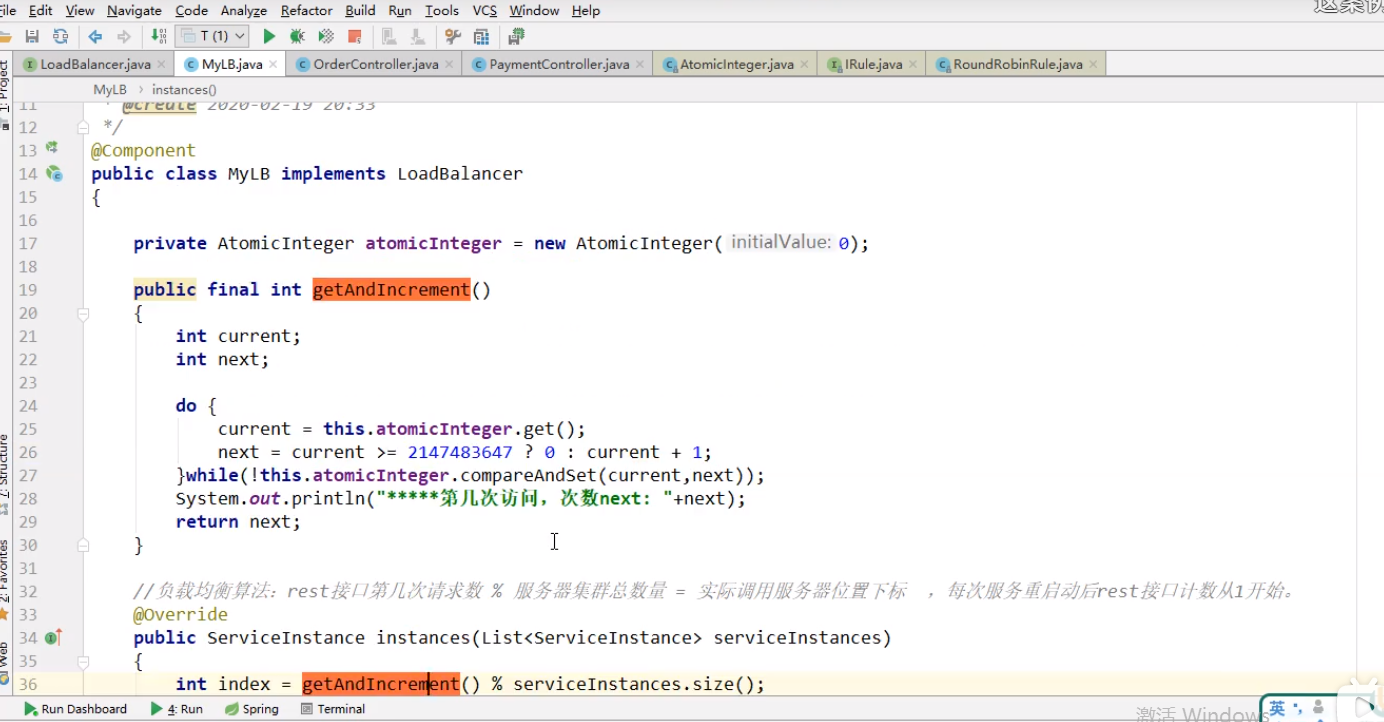 File Edit View Navigate Code Analyze Refactor Build Run Tools VCS Window Help
T (1)
LoadBalancer.java MyLB.java OrderController.java PaymentController.java AtomicInteger.java IRule.java RoundRobinRule.java
MyLB instances()
1: Project
11 * @create 2020-02-19 20:33
12 */
13 @Component
14 public class MyLB implements LoadBalancer
15 {
16
17 private AtomicInteger atomicInteger = new AtomicInteger( initialValue: 0);
18
19 public final int getAndIncrement()
20 {
21 int current;
22 int next;
23
24 do {
25 current = this.atomicInteger.get();
26 next = current >= 2147483647 ? 0 : current + 1;
27 }while(!this.atomicInteger.compareAndSet(current,next));
28 System.out.println("*****第几次访问，次数next: "+next);
29 return next;
30 }
31
32 //负载均衡算法：rest接口第几次请求数 % 服务器集群总数量 = 实际调用服务器位置下标 ，每次服务重启动后rest接口计数从1开始。
33 @Override
34 public ServiceInstance instances(List<ServiceInstance> serviceInstances)
35 {
36 int index = getAndIncrement() % serviceInstances.size();
7: Structure
2: Favorites
Web
Run Dashboard 4: Run Spring Terminal
激活 Windows
英